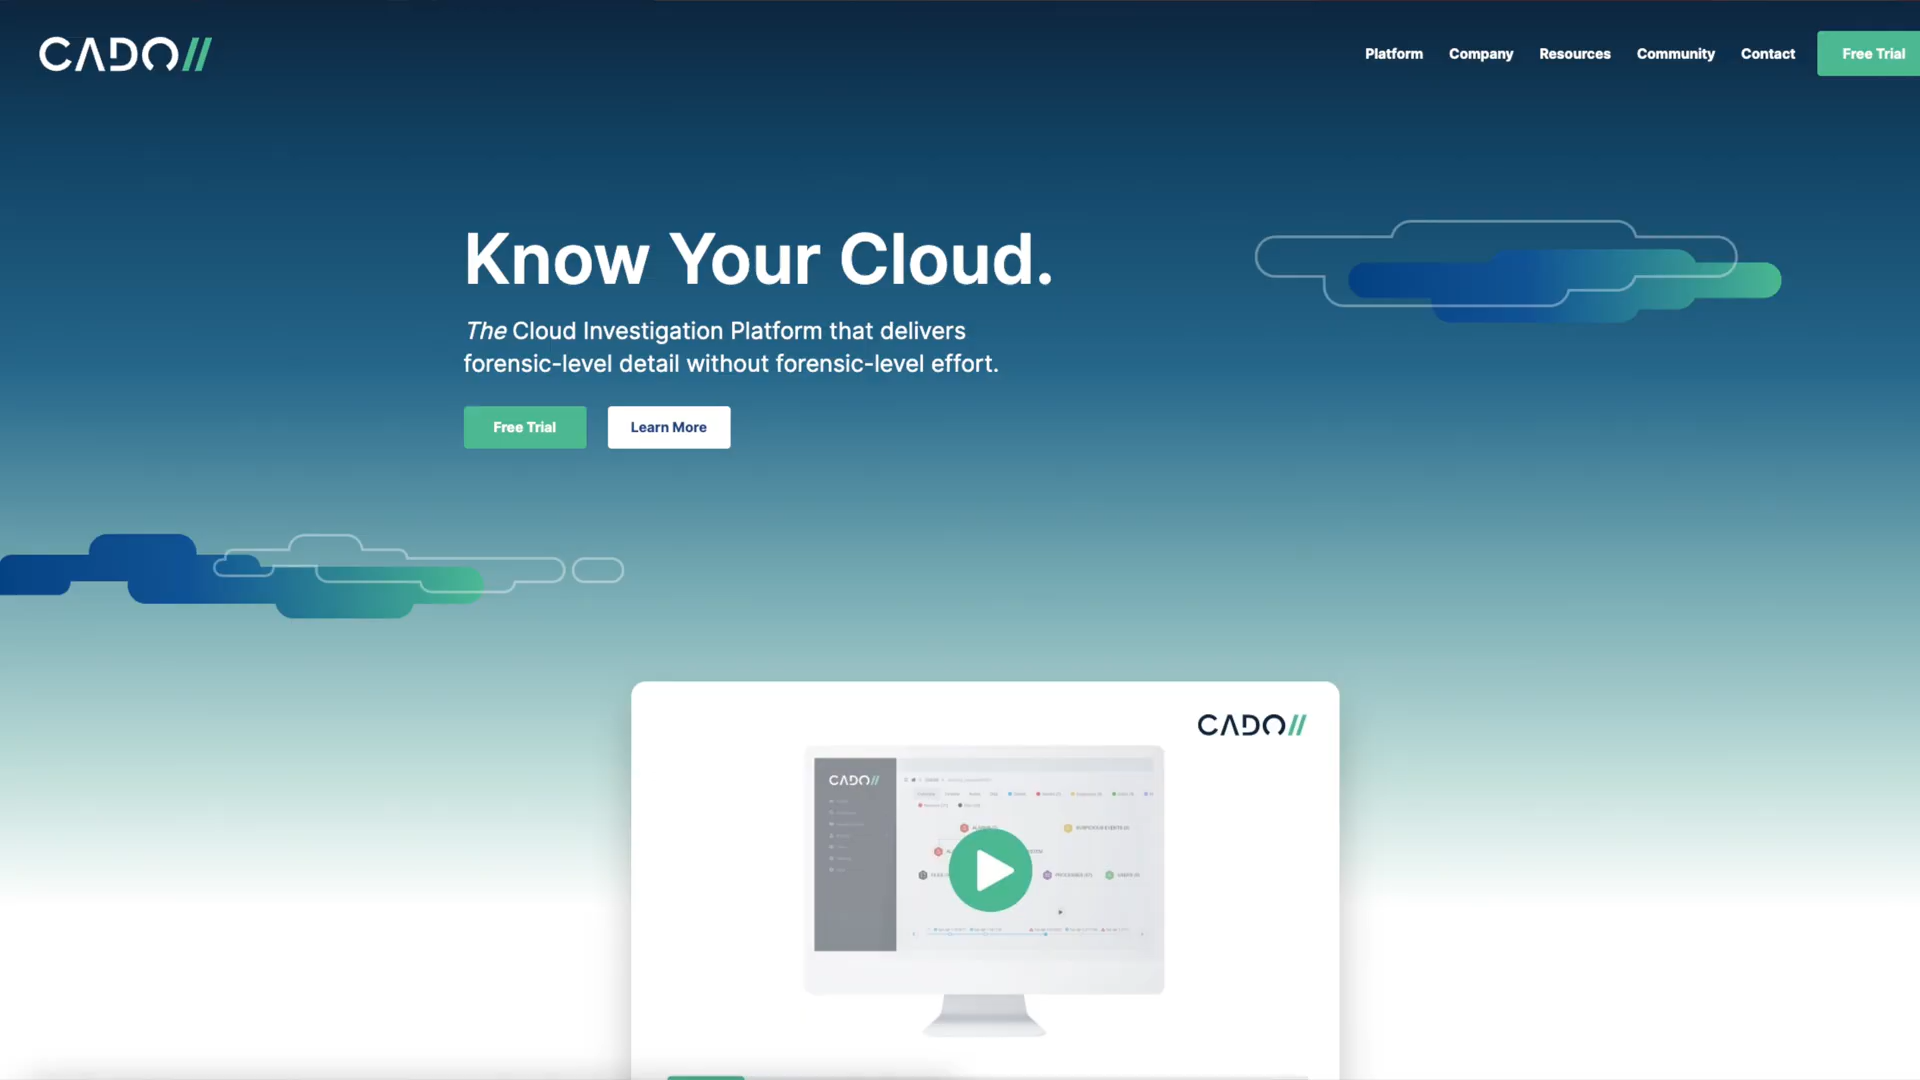 CADO//
Platform Company Resources Community Contact Free Trial
Know Your Cloud.
The Cloud Investigation Platform that delivers
forensic-level detail without forensic-level effort.
Free Trial Learn More
CADO//
CADO//